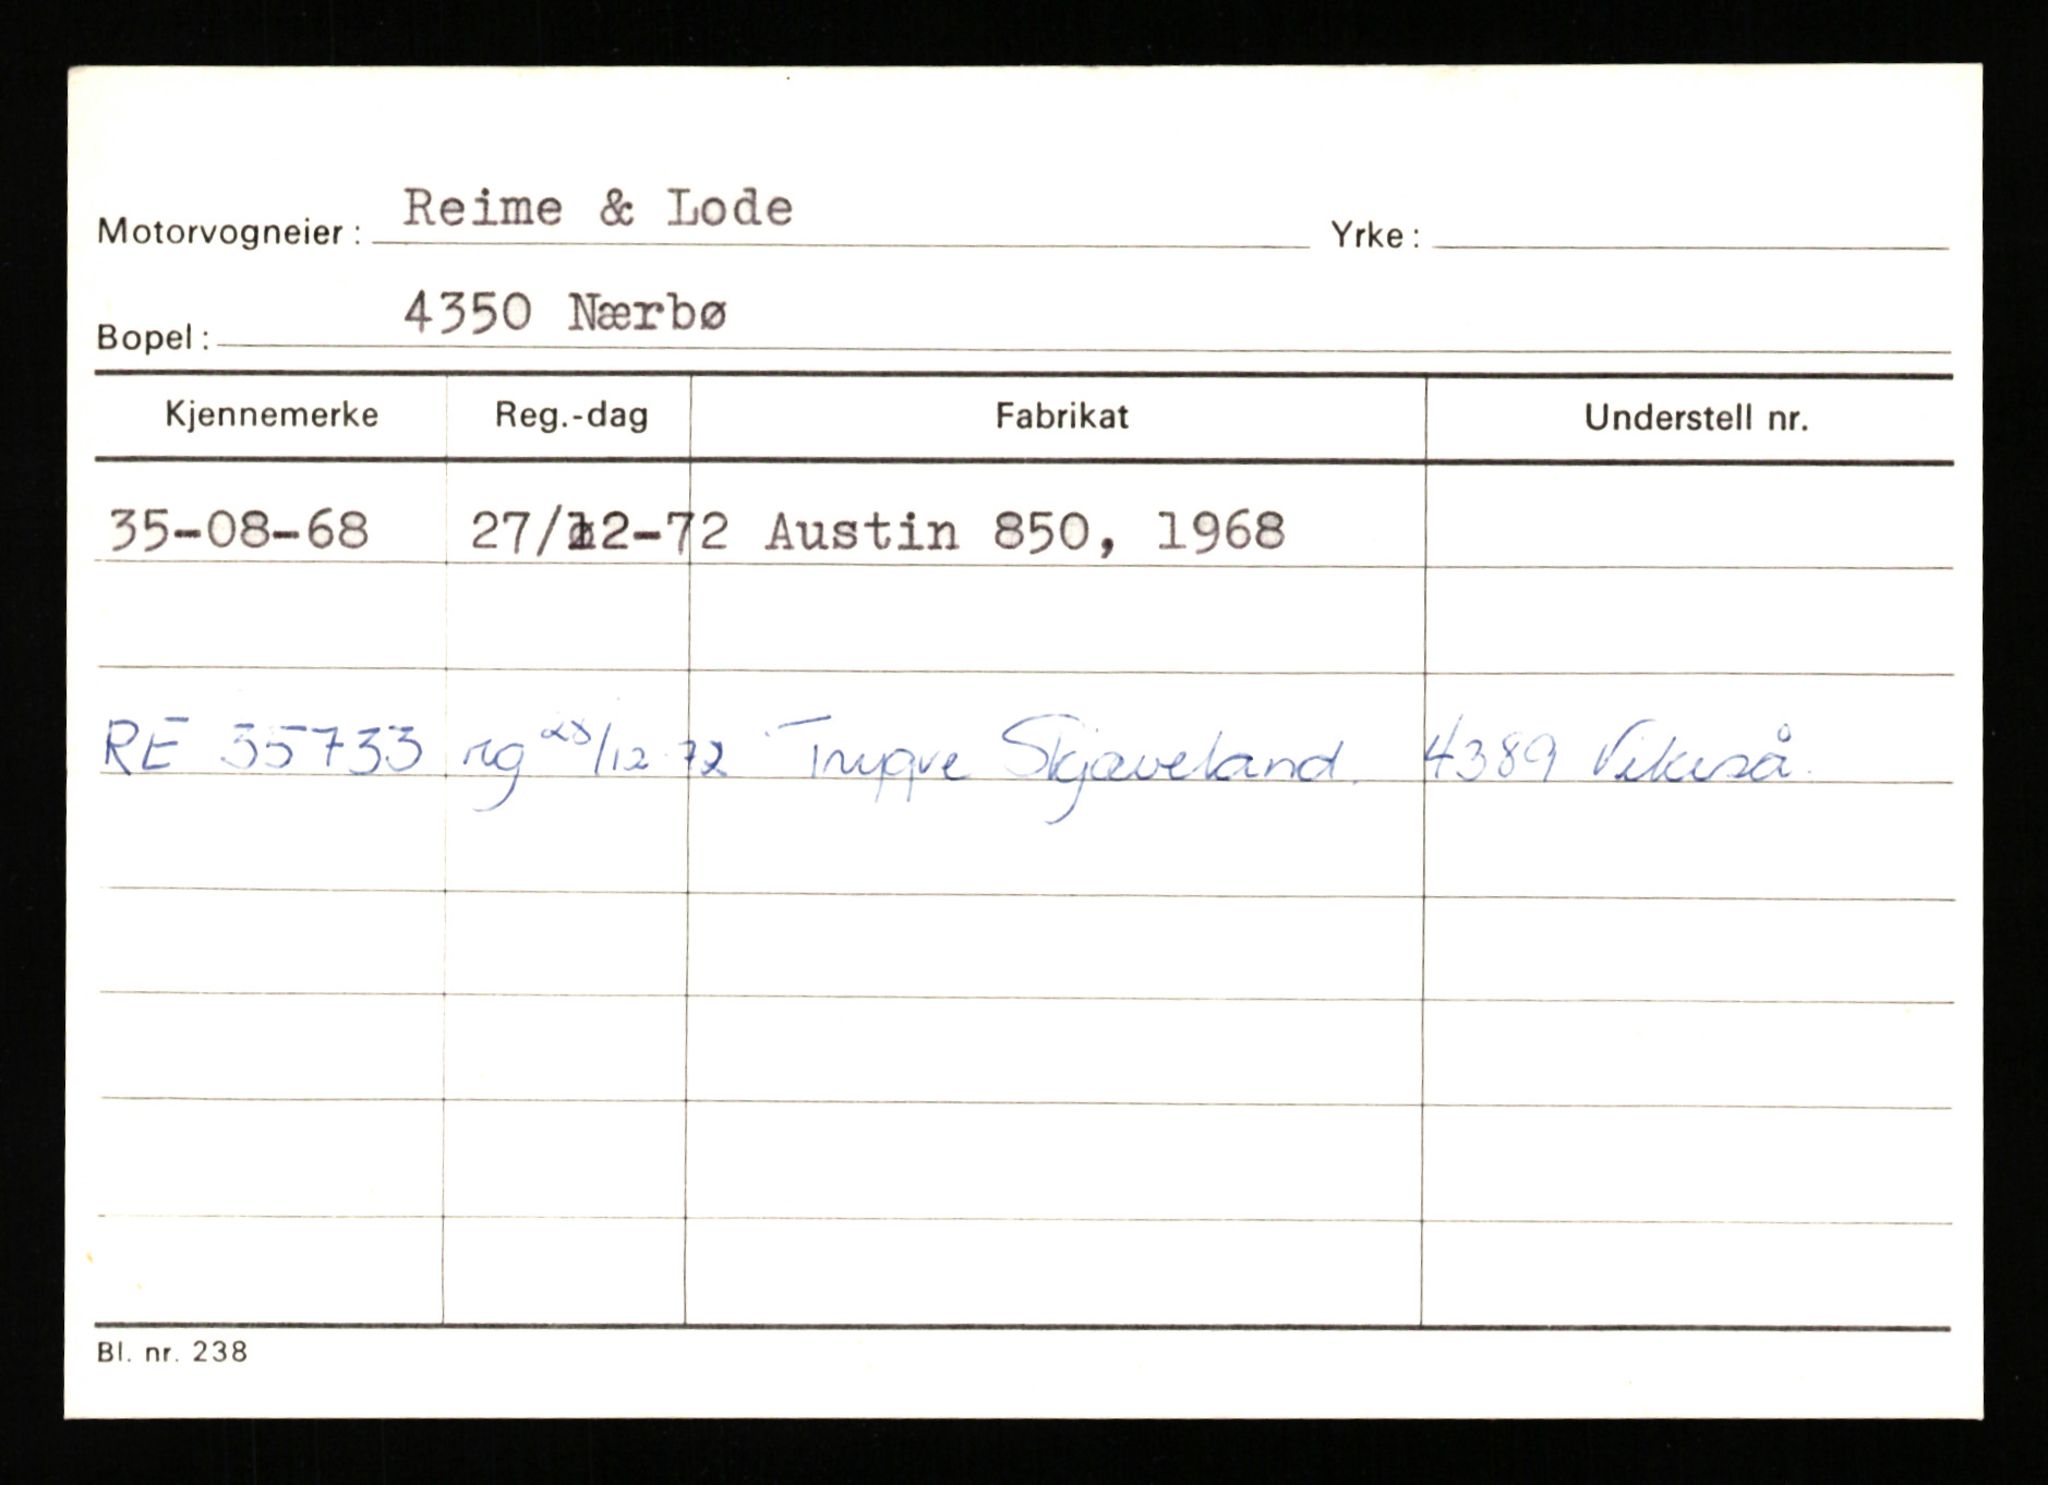 Motorvogneier: Reime & Lode Yrke:
Bopel: 4350 Nærbø
Kjennemerke Reg.-dag Fabrikat Understell nr.
35-08-68 27/12-72 Austin 850, 1968
RE 35733 rg 28/12 72 Trygve Skjæveland. 4389 Vikeså.
Bl. nr. 238